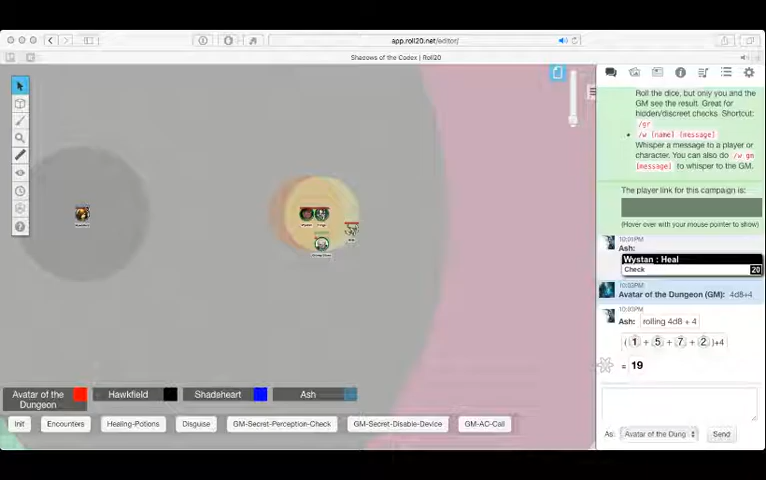 app.roll20.net/editor/
Shadows of the Codex | Roll20
Roll the dice, but only you and the
GM see the result. Great for
hidden/discreet checks. Shortcut:
/gr
/w [name] [message]
Whisper a message to a player or
character. You can also do /w gm
[message] to whisper to the GM.
The player link for this campaign is:
(Hover over with your mouse pointer to show)
10:01PM
Ash:
Wystan : Heal
Check 20
10:02PM
Avatar of the Dungeon (GM): 4d8+4
10:03PM
Ash: rolling 4d8 + 4
(1 + 5 + 7 + 2)+4
= 19
Avatar of the Dungeon
Hawkfield
Shadeheart
Ash
Init
Encounters
Healing-Potions
Disguise
GM-Secret-Perception-Check
GM-Secret-Disable-Device
GM-AC-Call
As: Avatar of the Dung
Send